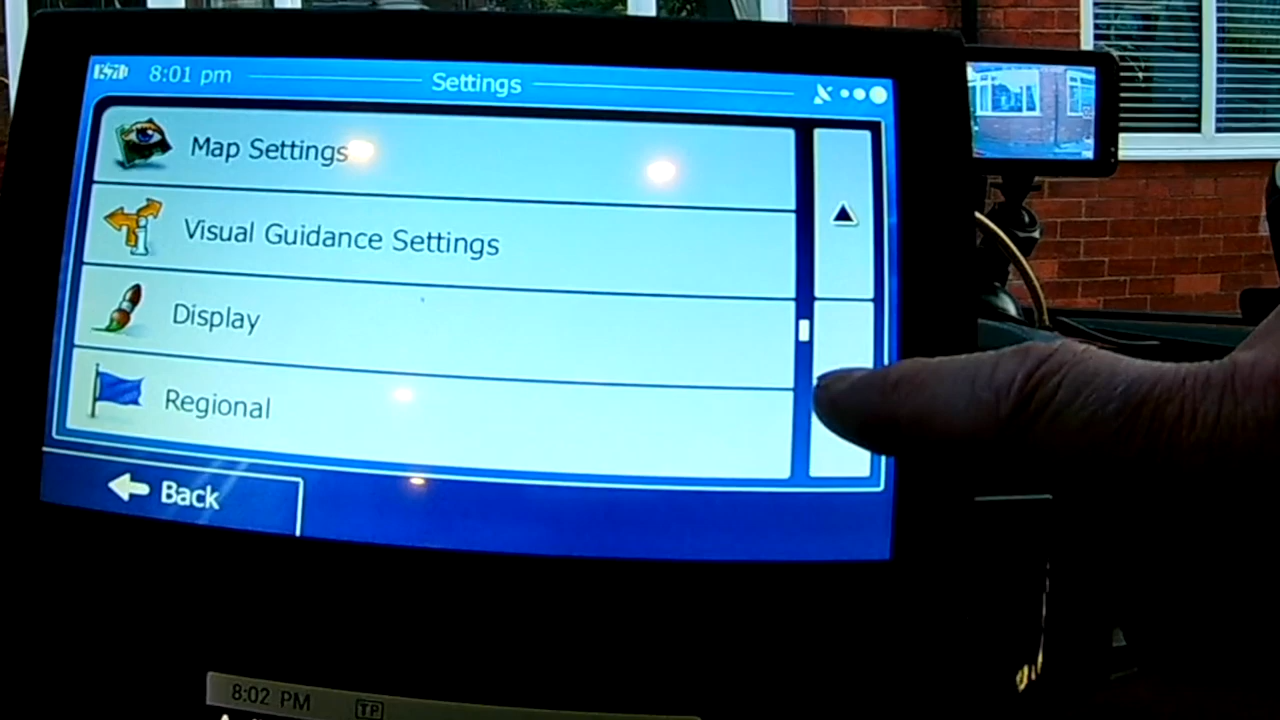 8:01 pm Settings
Map Settings
Visual Guidance Settings
Display
Regional
Back
8:02 PM TP